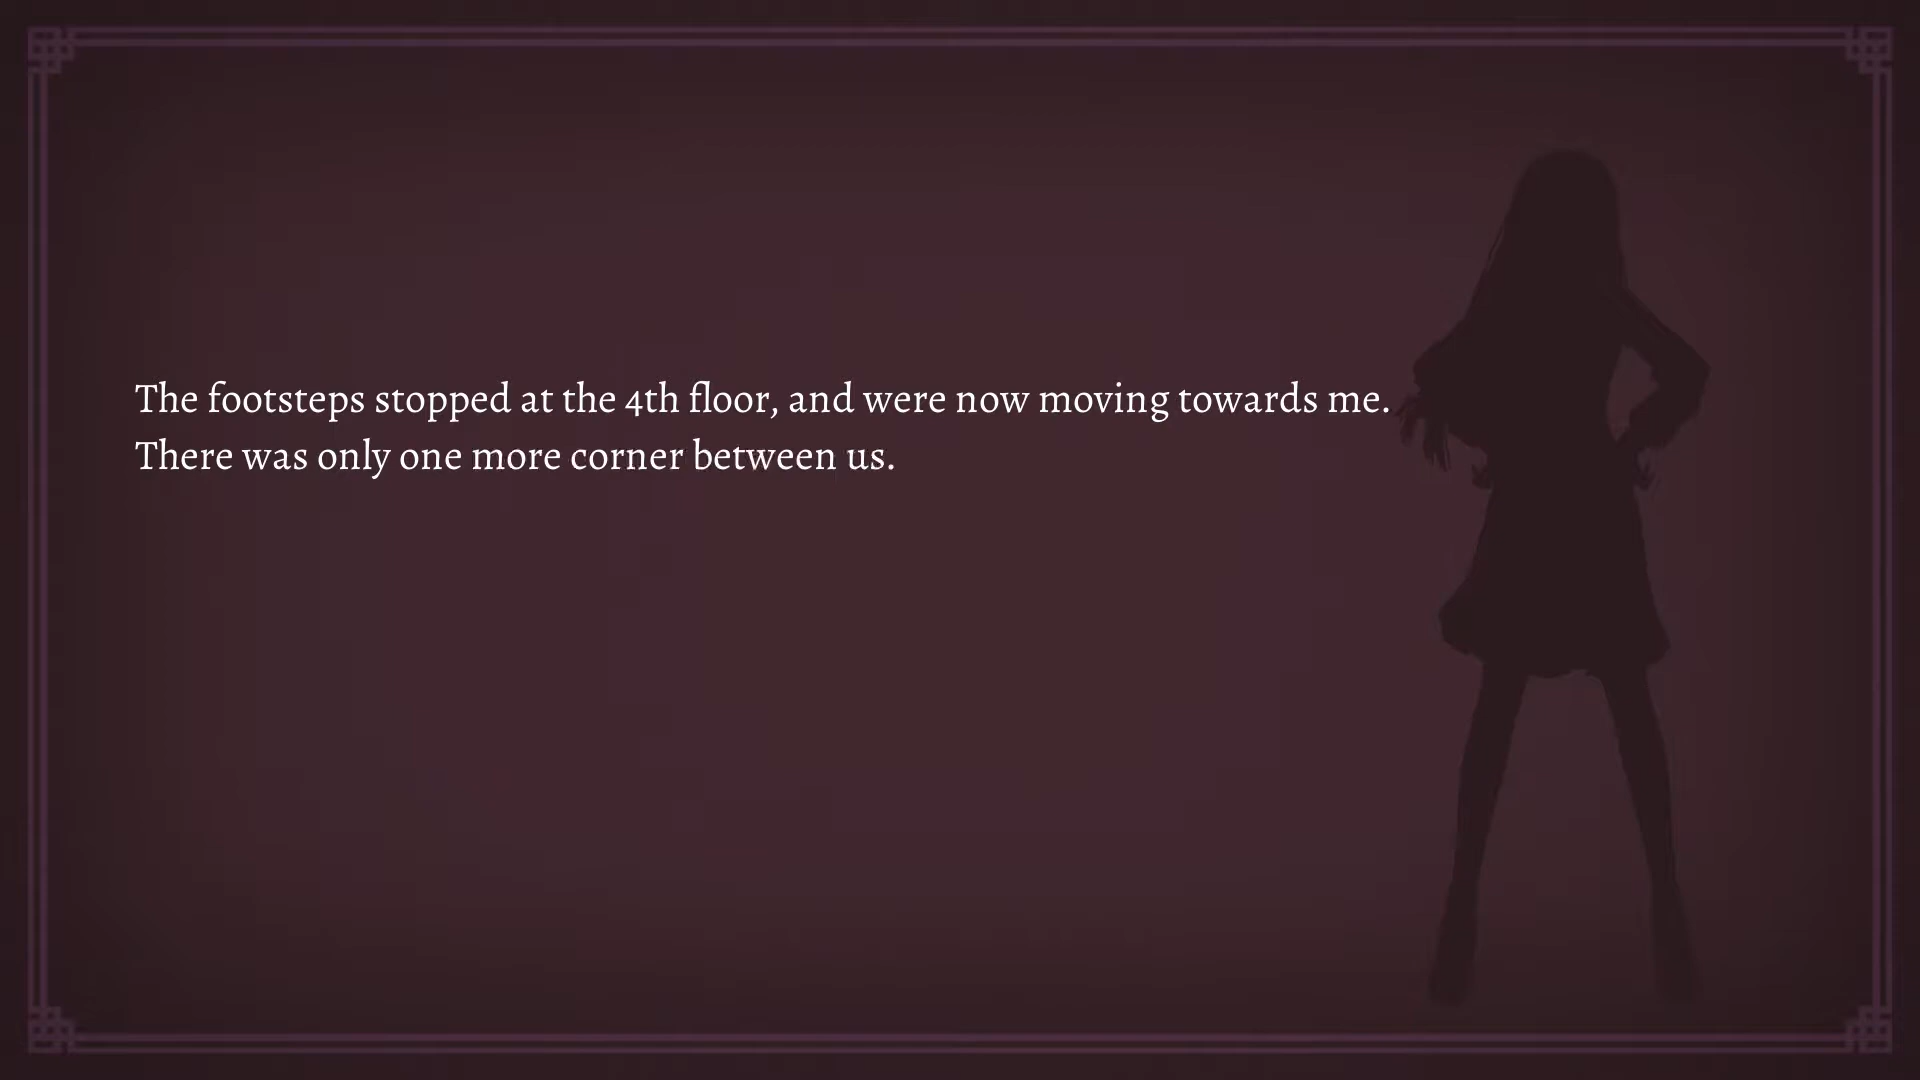 The footsteps stopped at the 4th floor, and were now moving towards me.
There was only one more corner between us.